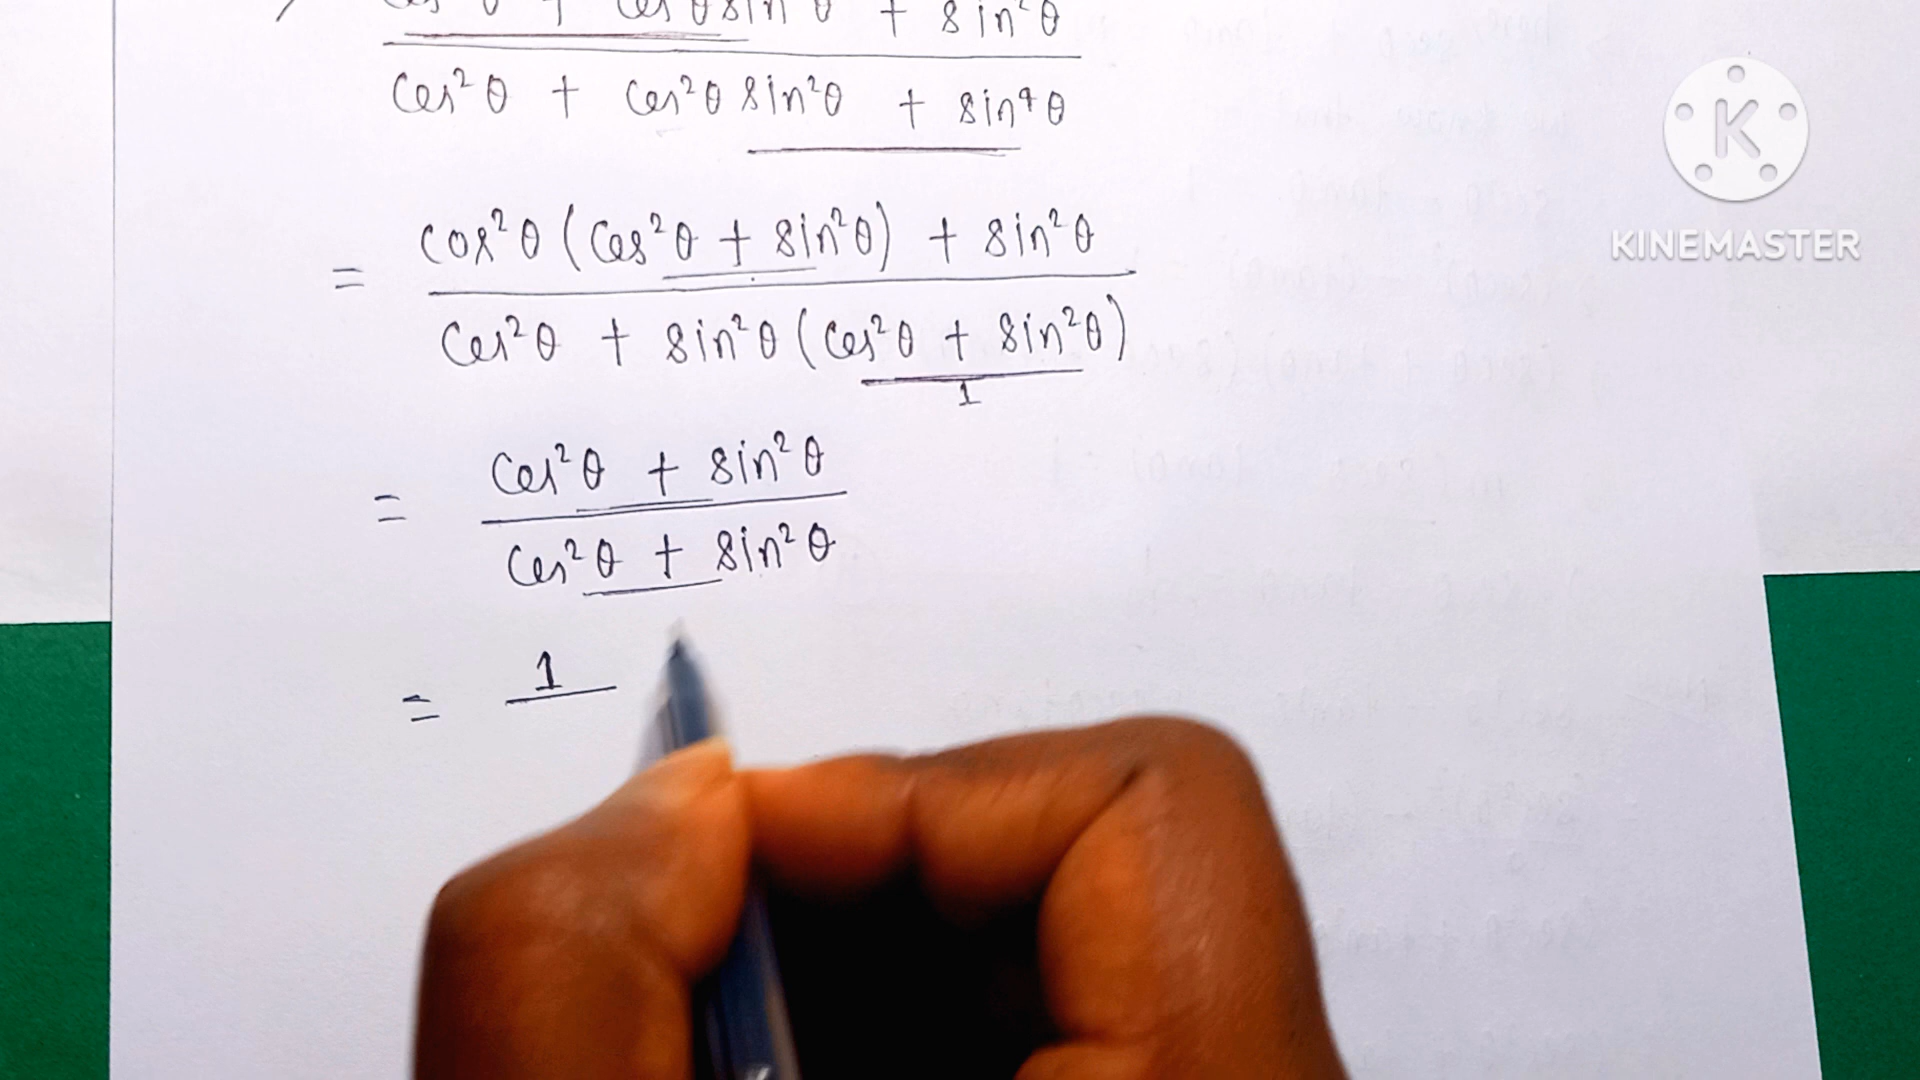 + sin²θ
cos²θ + cos²θ sin²θ + sin⁴θ
= cos²θ (cos²θ + sin²θ) + sin²θ
cos²θ + sin²θ (cos²θ + sin²θ)
1
= cos²θ + sin²θ
cos²θ + sin²θ
= 1
K
KINEMASTER